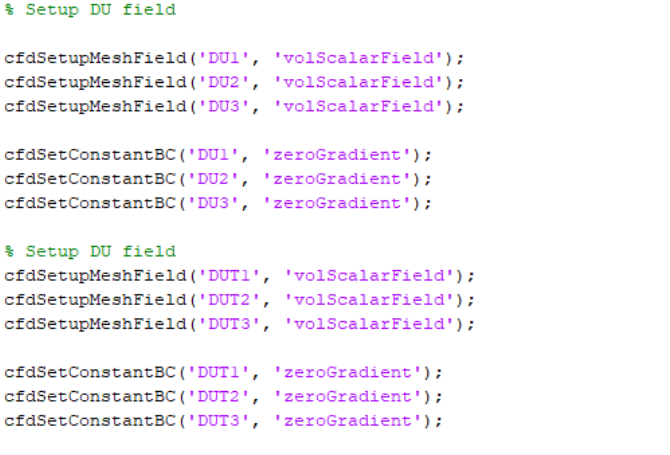 % Setup DU field
cfdSetupMeshField('DU1', 'volScalarField');
cfdSetupMeshField('DU2', 'volScalarField');
cfdSetupMeshField('DU3', 'volScalarField');
cfdSetConstantBC('DU1', 'zeroGradient');
cfdSetConstantBC('DU2', 'zeroGradient');
cfdSetConstantBC('DU3', 'zeroGradient');
% Setup DU field
cfdSetupMeshField('DUT1', 'volScalarField');
cfdSetupMeshField('DUT2', 'volScalarField');
cfdSetupMeshField('DUT3', 'volScalarField');
cfdSetConstantBC('DUT1', 'zeroGradient');
cfdSetConstantBC('DUT2', 'zeroGradient');
cfdSetConstantBC('DUT3', 'zeroGradient');